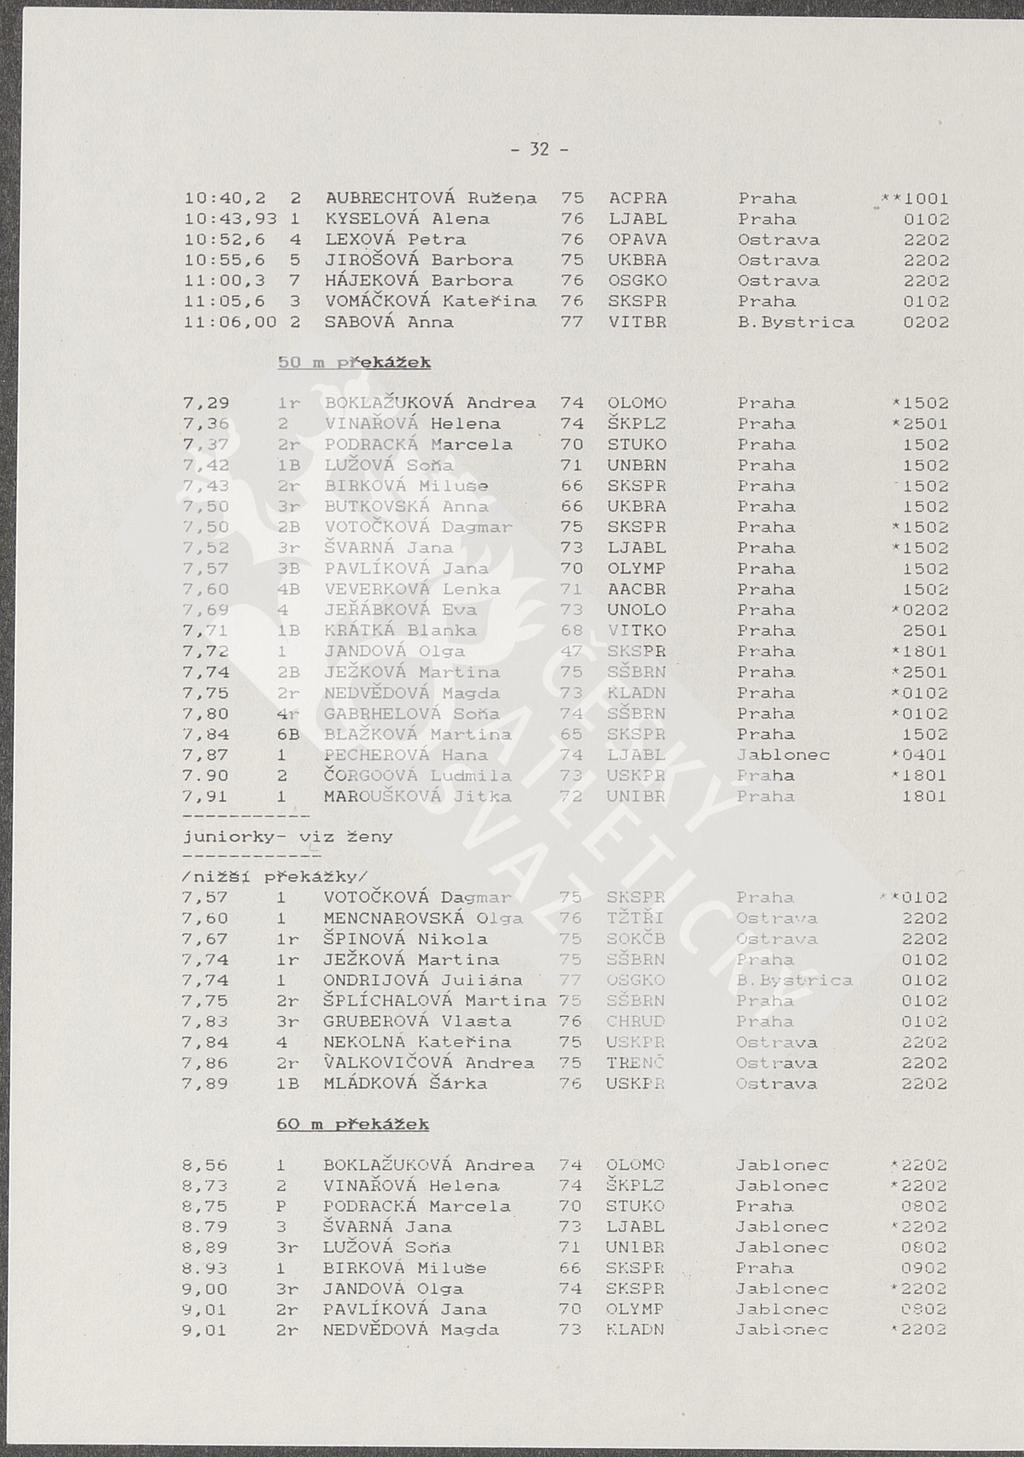 - 32 -
10:40,2 2 AUBRECHTOVÁ Ružena 75 ACPRA Praha **1001
10:43,93 1 KYSELOVÁ Alena 76 LJABL Praha 0102
10:52,6 4 LEXOVÁ Petra 76 OPAVA Ostrava 2202
10:55,6 5 JIROŠOVÁ Barbora 75 UKBRA Ostrava 2202
11:00,3 7 HÁJEKOVÁ Barbora 76 OSGKO Ostrava 2202
11:05,6 3 VOMÁČKOVÁ Kateřina 76 SKSPR Praha 0102
11:06,00 2 SABOVÁ Anna 77 VITBR B.Bystrica 0202
50 m překážek
7,29 1r BOKLAŽUKOVÁ Andrea 74 OLOMO Praha *1502
7,36 2 VINAŘOVÁ Helena 74 ŠKPLZ Praha *2501
7,37 2r PODRACKÁ Marcela 70 STUKO Praha 1502
7,42 1B LUŽOVÁ Soňa 71 UNBRN Praha 1502
7,43 2r BIRKOVÁ Miluše 66 SKSPR Praha 1502
7,50 3r BUTKOVSKÁ Anna 66 UKBRA Praha 1502
7,50 2B VOTOČKOVÁ Dagmar 75 SKSPR Praha *1502
7,52 3r ŠVARNÁ Jana 73 LJABL Praha *1502
7,57 3B PAVLÍKOVÁ Jana 70 OLYMP Praha 1502
7,60 4B VEVERKOVÁ Lenka 71 AACBR Praha 1502
7,69 4 JEŘÁBKOVÁ Eva 73 UNOLO Praha *0202
7,71 1B KRÁTKÁ Blanka 68 VITKO Praha 2501
7,72 1 JANDOVÁ Olga 47 SKSPR Praha *1801
7,74 2B JEŽKOVÁ Martina 75 SŠBRN Praha *2501
7,75 2r NEDVĚDOVÁ Magda 73 KLADN Praha *0102
7,80 4r GABRHELOVÁ Soňa 74 SŠBRN Praha *0102
7,84 6B BLAŽKOVÁ Martina 65 SKSPR Praha 1502
7,87 1 PECHEROVÁ Hana 74 LJABL Jablonec *0401
7.90 2 ČORGOOVÁ Ludmila 73 USKPR Praha *1801
7,91 1 MAROUŠKOVÁ Jitka 72 UNIBR Praha 1801
-----------
juniorky- viz ženy
------------
/nižší překážky/
7,57 1 VOTOČKOVÁ Dagmar 75 SKSPR Praha **0102
7,60 1 MENCNAROVSKÁ Olga 76 TŽTŘI Ostrava 2202
7,67 1r ŠPINOVÁ Nikola 75 SOKČB Ostrava 2202
7,74 1r JEŽKOVÁ Martina 75 SŠBRN Praha 0102
7,74 1 ONDRIJOVÁ Juliána 77 OSGKO B.Bystrica 0102
7,75 2r ŠPLÍCHALOVÁ Martina 75 SŠBRN Praha 0102
7,83 3r GRUBEROVÁ Vlasta 76 CHRUD Praha 0102
7,84 4 NEKOLNÁ Kateřina 75 USKPR Ostrava 2202
7,86 2r VALKOVIČOVÁ Andrea 75 TRENČ Ostrava 2202
7,89 1B MLÁDKOVÁ Šárka 76 USKPR Ostrava 2202
60 m překážek
8,56 1 BOKLAŽUKOVÁ Andrea 74 OLOMO Jablonec *2202
8,73 2 VINAŘOVÁ Helena 74 ŠKPLZ Jablonec *2202
8,75 P PODRACKÁ Marcela 70 STUKO Praha 0802
8.79 3 ŠVARNÁ Jana 73 LJABL Jablonec *2202
8,89 3r LUŽOVÁ Soňa 71 UNIBR Jablonec 0802
8.93 1 BIRKOVÁ Miluše 66 SKSPR Praha 0902
9,00 3r JANDOVÁ Olga 74 SKSPR Jablonec *2202
9,01 2r PAVLÍKOVÁ Jana 70 OLYMP Jablonec 0802
9,01 2r NEDVĚDOVÁ Magda 73 KLADN Jablonec *2202
ČESKÝ
ATLETICKÝ
SVAZ